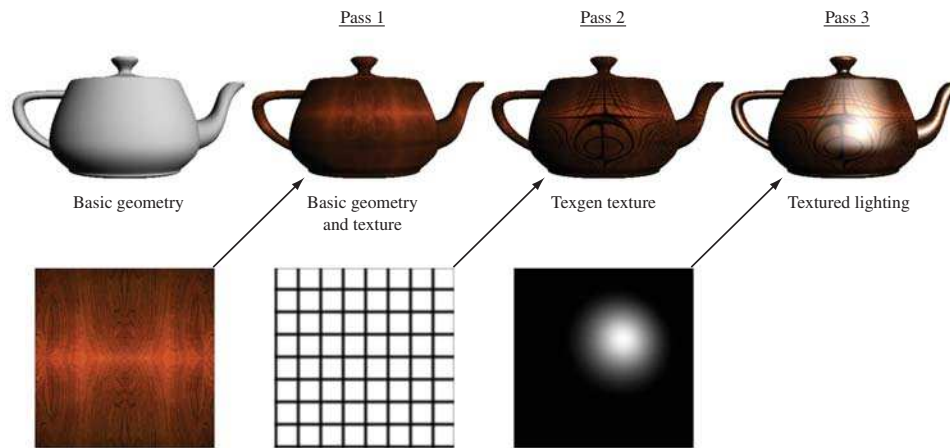 Pass 1
Pass 2
Pass 3
Basic geometry
Basic geometry
and texture
Texgen texture
Textured lighting